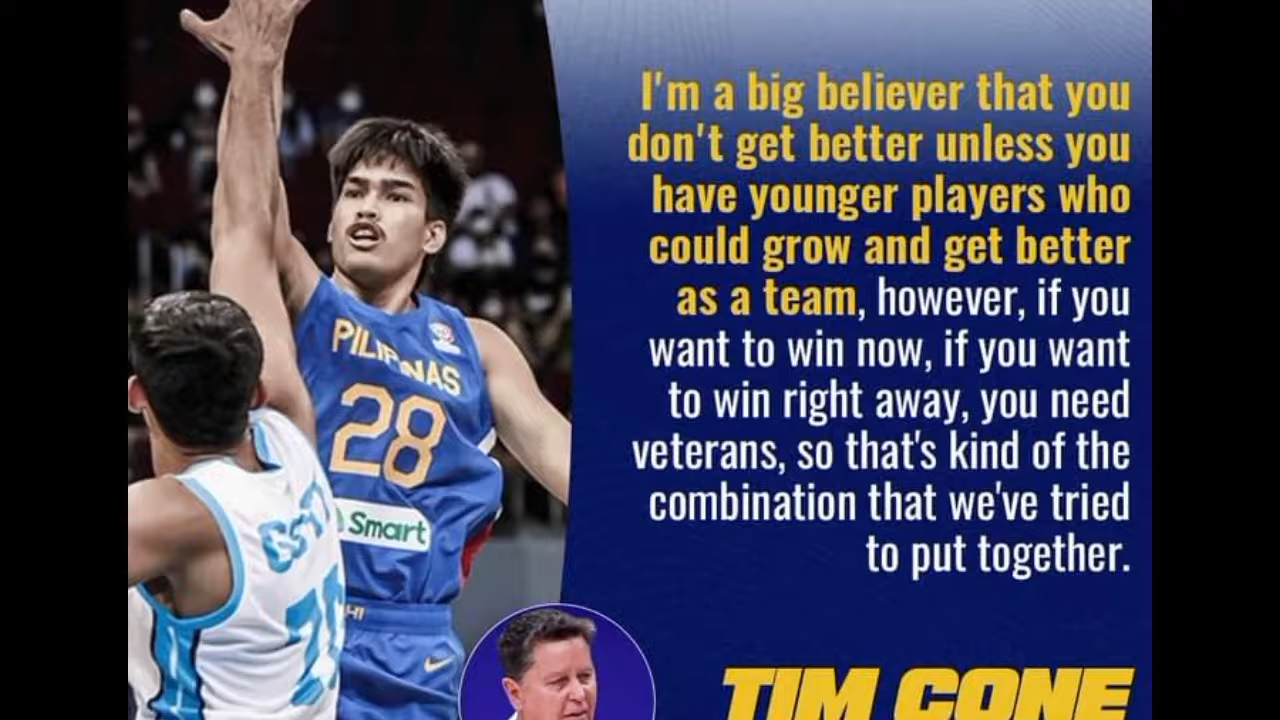 PILIPINAS
28
Smart
I'm a big believer that you
don't get better unless you
have younger players who
could grow and get better
as a team, however, if you
want to win now, if you want
to win right away, you need
veterans, so that's kind of the
combination that we've tried
to put together.
TIM CONE